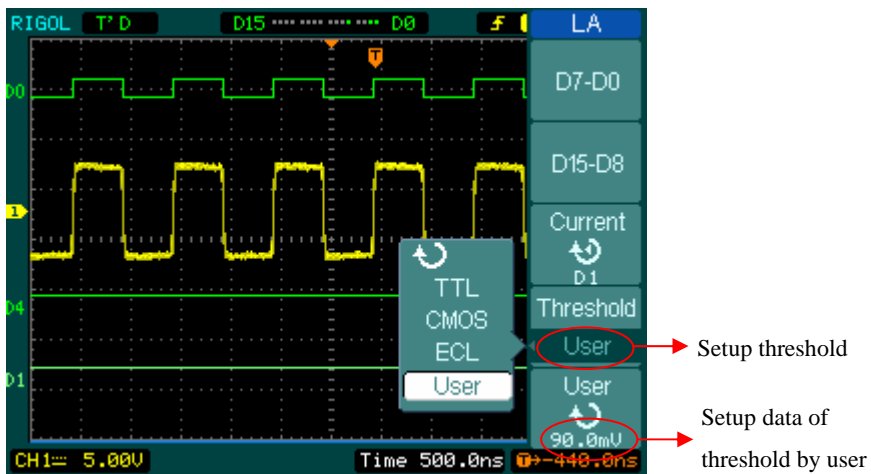 RIGOL T'D D15 D0 LA
D7-D0
D0
D15-D8
1
Current
D1
TTL
CMOS
ECL
User
Threshold
User
D4
D1
User
90.0mV
CH1 5.00V Time 500.0ns T→-440.0ns
Setup threshold
Setup data of
threshold by user